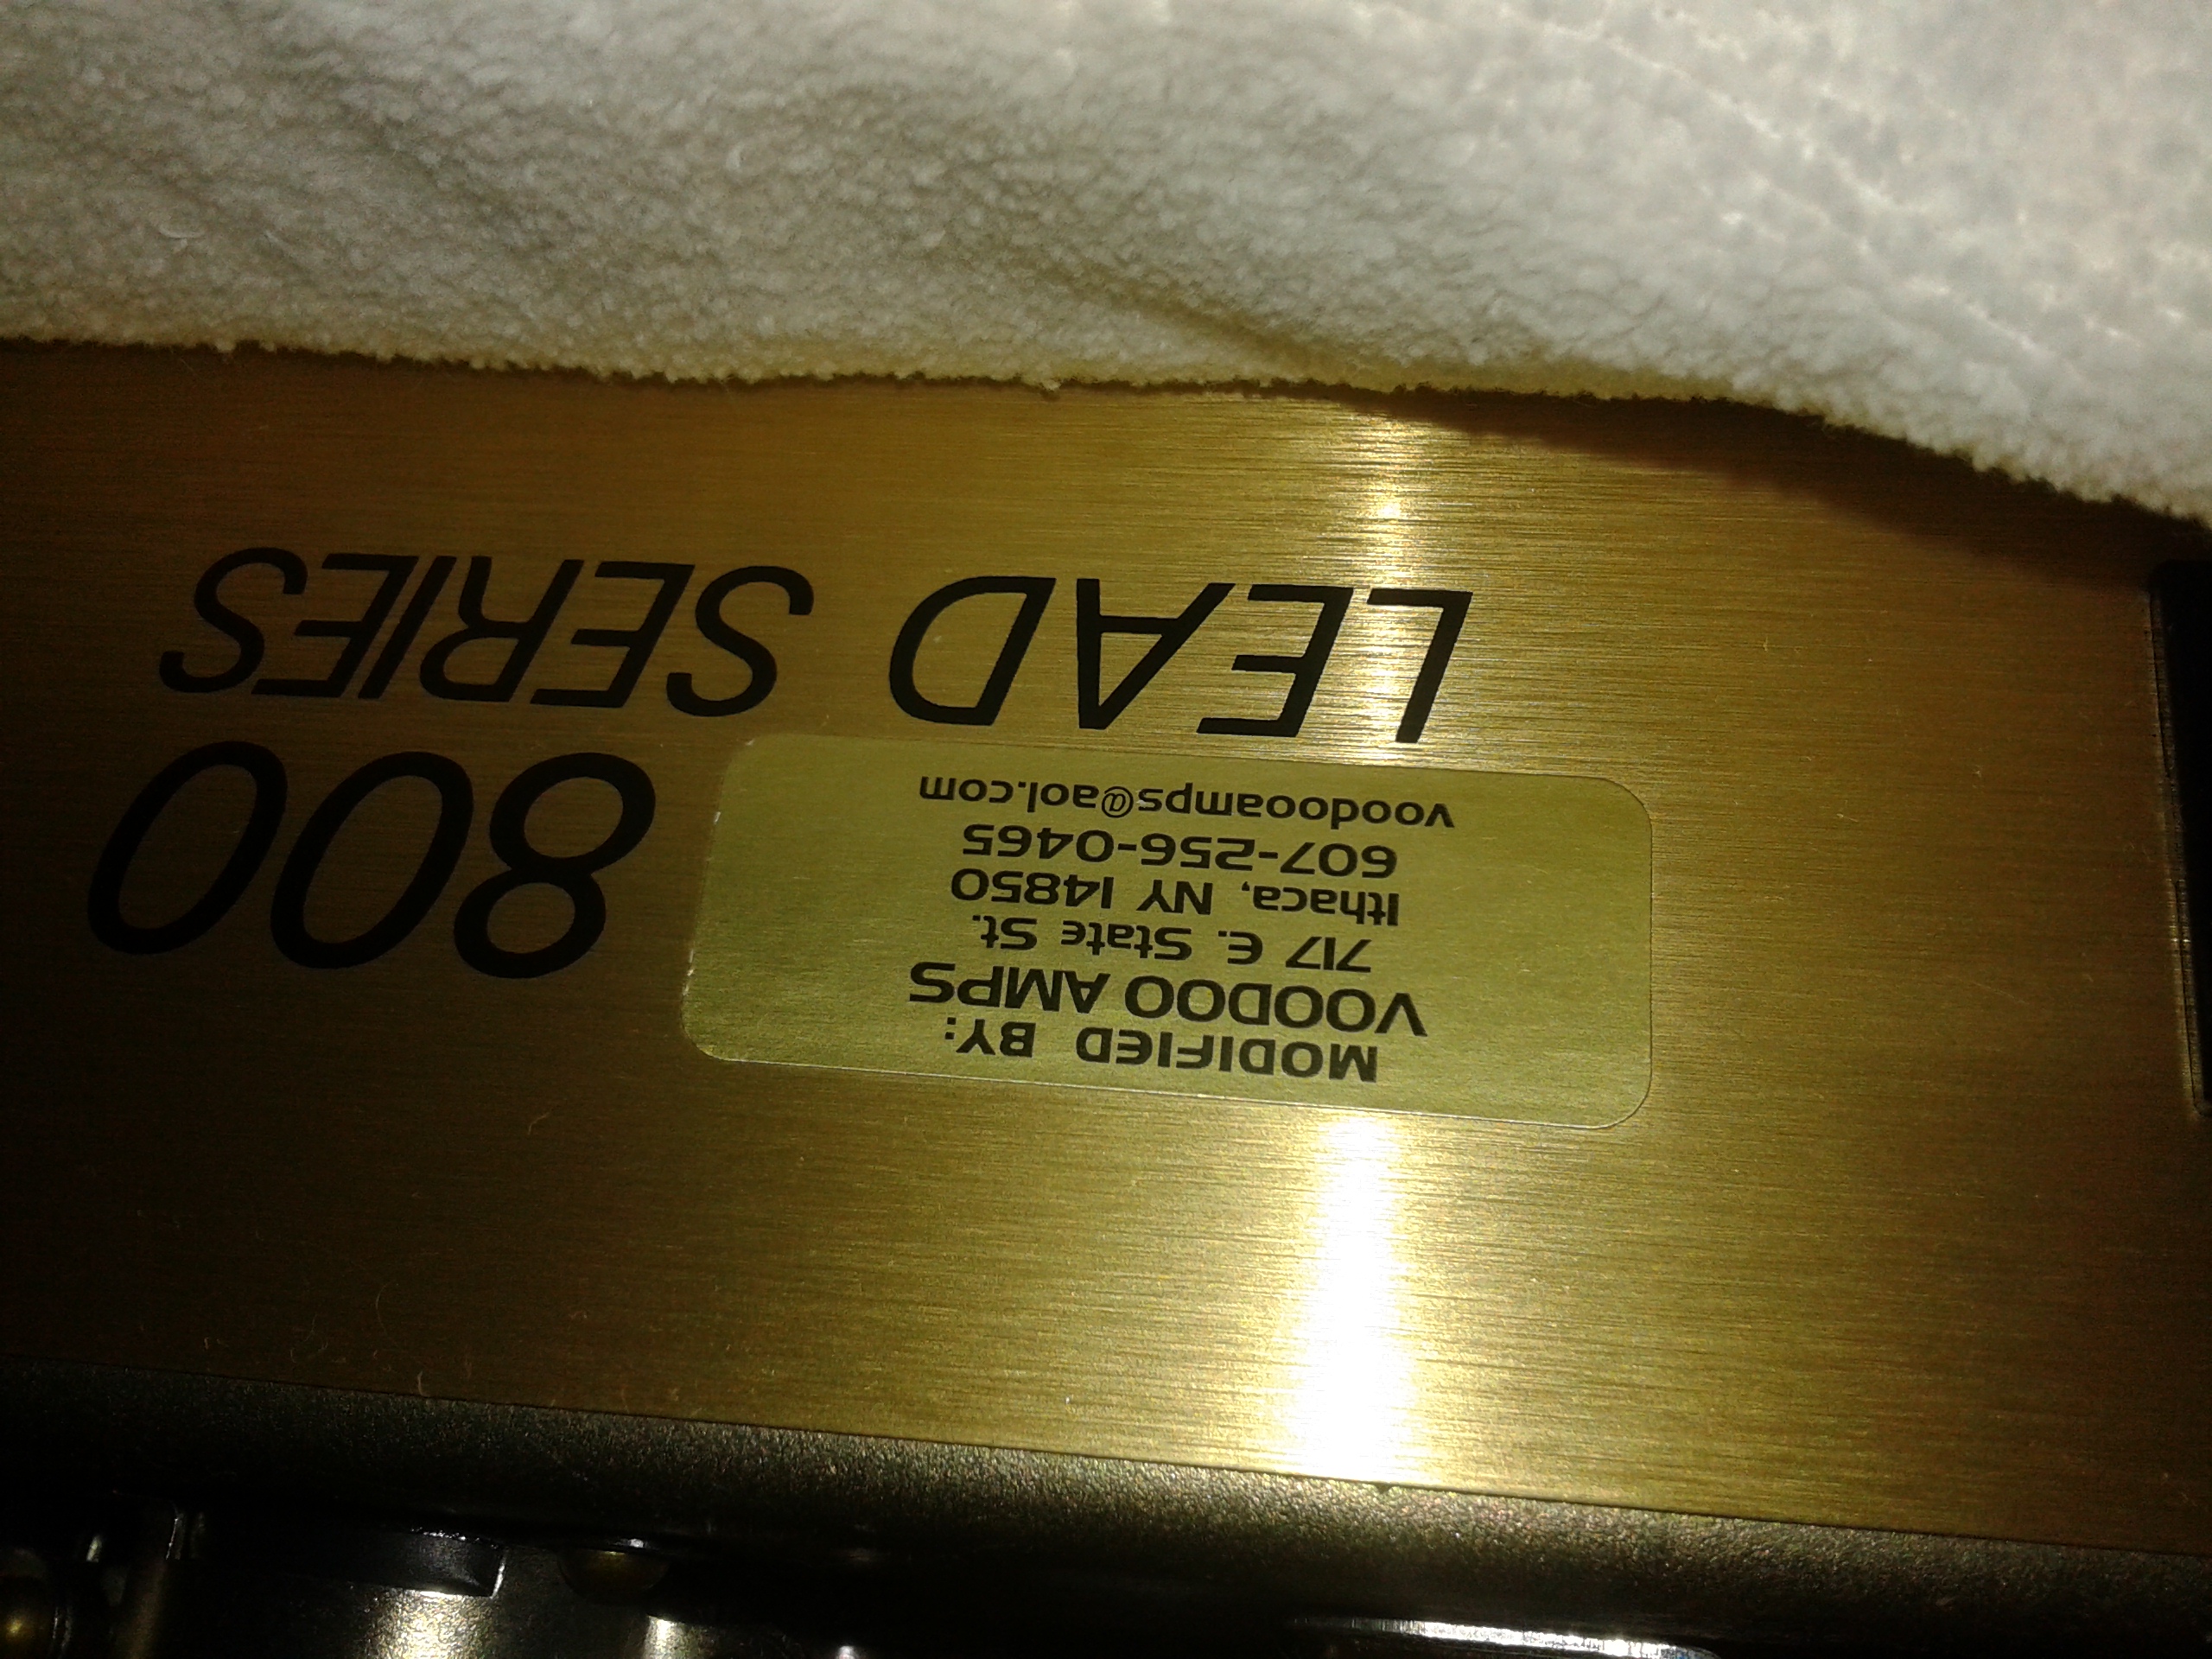 800
MODIFIED BY:
VOODOO AMPS
717 E. State St.
Ithaca, NY 14850
607-256-0465
voodooamps@aol.com
LEAD SERIES